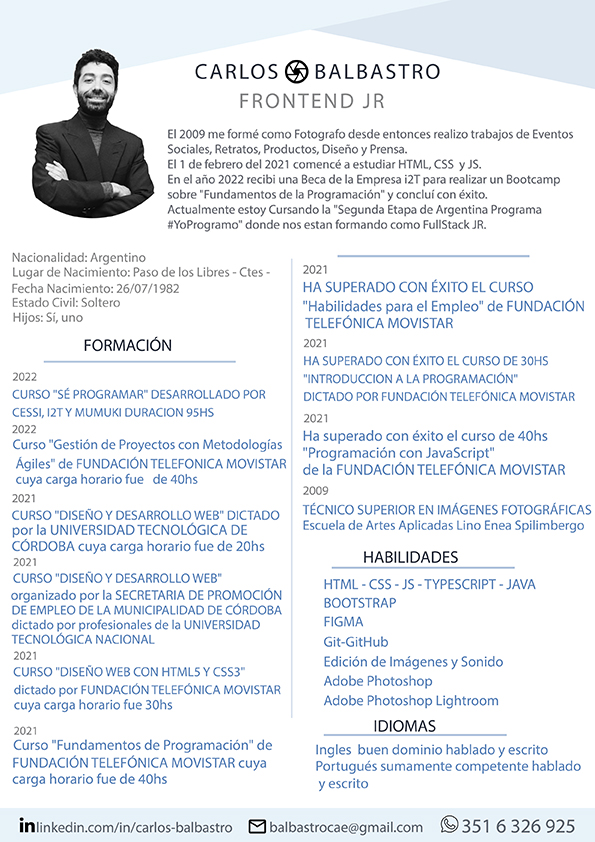 CARLOS BALBASTRO
FRONTEND JR
El 2009 me formé como Fotografo desde entonces realizo trabajos de Eventos
Sociales, Retratos, Productos, Diseño y Prensa.
El 1 de febrero del 2021 comencé a estudiar HTML, CSS y JS.
En el año 2022 recibi una Beca de la Empresa i2T para realizar un Bootcamp
sobre "Fundamentos de la Programación" y concluí con éxito.
Actualmente estoy Cursando la "Segunda Etapa de Argentina Programa
#YoProgramo" donde nos estan formando como FullStack JR.
Nacionalidad: Argentino
Lugar de Nacimiento: Paso de los Libres - Ctes -
Fecha Nacimiento: 26/07/1982
Estado Civil: Soltero
Hijos: Sí, uno
FORMACIÓN
2022
CURSO "SÉ PROGRAMAR" DESARROLLADO POR
CESSI, I2T Y MUMUKI DURACION 95HS
2022
Curso "Gestión de Proyectos con Metodologías
Ágiles" de FUNDACIÓN TELEFONICA MOVISTAR
cuya carga horario fue de 40hs
2021
CURSO "DISEÑO Y DESARROLLO WEB" DICTADO
por la UNIVERSIDAD TECNOLÓGICA DE
CÓRDOBA cuya carga horario fue de 20hs
2021
CURSO "DISEÑO Y DESARROLLO WEB"
organizado por la SECRETARIA DE PROMOCIÓN
DE EMPLEO DE LA MUNICIPALIDAD DE CÓRDOBA
dictado por profesionales de la UNIVERSIDAD
TECNOLÓGICA NACIONAL
2021
CURSO "DISEÑO WEB CON HTML5 Y CSS3"
dictado por FUNDACIÓN TELEFÓNICA MOVISTAR
cuya carga horario fue 30hs
2021
Curso "Fundamentos de Programación" de
FUNDACIÓN TELEFÓNICA MOVISTAR cuya
carga horario fue de 40hs
2021
HA SUPERADO CON ÉXITO EL CURSO
"Habilidades para el Empleo" de FUNDACIÓN
TELEFÓNICA MOVISTAR
2021
HA SUPERADO CON ÉXITO EL CURSO DE 30HS
"INTRODUCCION A LA PROGRAMACIÓN"
DICTADO POR FUNDACIÓN TELEFÓNICA MOVISTAR
2021
Ha superado con éxito el curso de 40hs
"Programación con JavaScript"
de la FUNDACIÓN TELEFÓNICA MOVISTAR
2009
TÉCNICO SUPERIOR EN IMÁGENES FOTOGRÁFICAS
Escuela de Artes Aplicadas Lino Enea Spilimbergo
HABILIDADES
HTML - CSS - JS - TYPESCRIPT - JAVA
BOOTSTRAP
FIGMA
Git-GitHub
Edición de Imágenes y Sonido
Adobe Photoshop
Adobe Photoshop Lightroom
IDIOMAS
Ingles buen dominio hablado y escrito
Portugués sumamente competente hablado
y escrito
in linkedin.com/in/carlos-balbastro balbastrocae@gmail.com 351 6 326 925